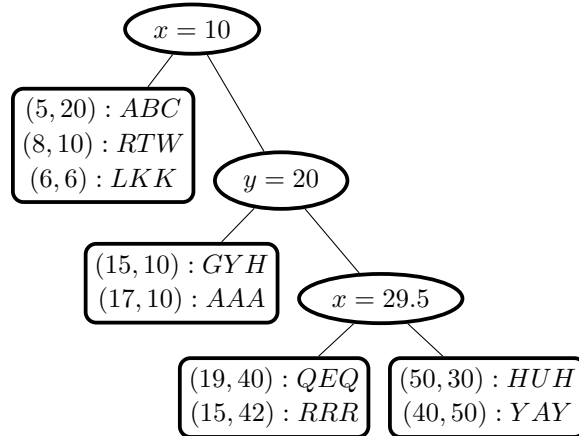 x = 10
(5, 20) : ABC
(8, 10) : RTW
(6, 6) : LKK
y = 20
(15, 10) : GYH
(17, 10) : AAA
x = 29.5
(19, 40) : QEQ
(15, 42) : RRR
(50, 30) : HUH
(40, 50) : YAY